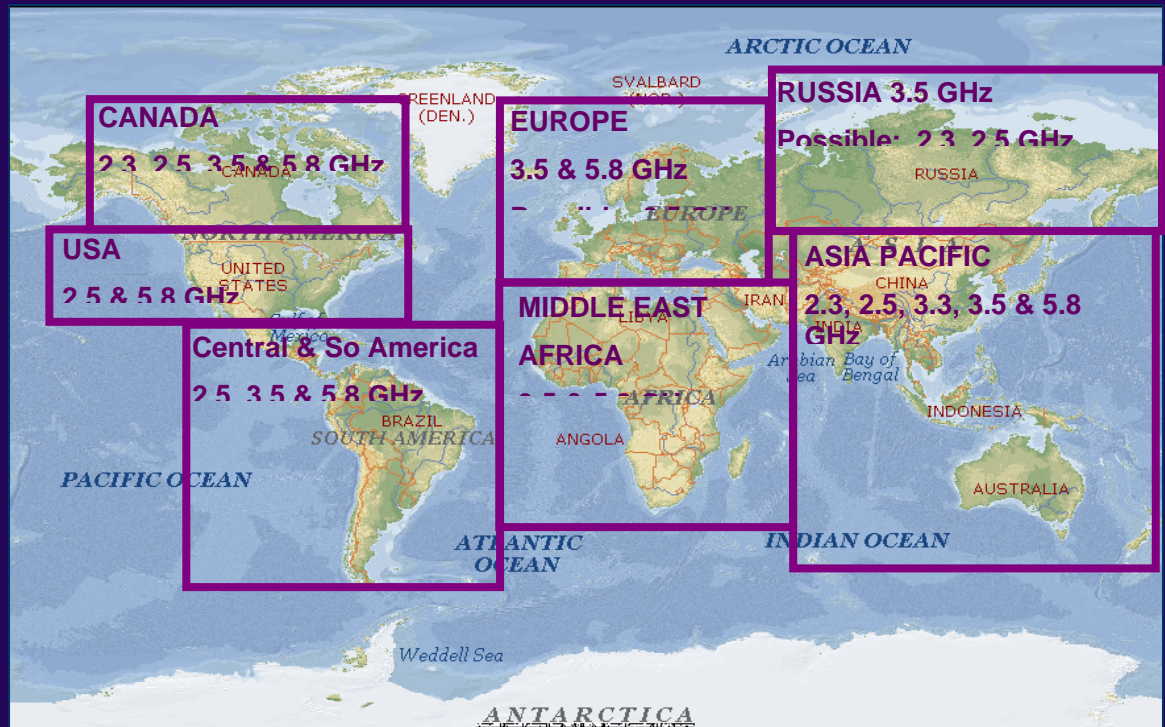 ARCTIC OCEAN
SVALBARD
(NOR.)
GREENLAND
(DEN.)
RUSSIA 3.5 GHz
Possible: 2.3, 2.5 GHz
RUSSIA
CANADA
2.3, 2.5, 3.5 & 5.8 GHz
CANADA
EUROPE
3.5 & 5.8 GHz
EUROPE
NORTH AMERICA
USA
UNITED
STATES
2.5 & 5.8 GHz
Gulf of
Mexico
ASIA
ASIA PACIFIC
CHINA
2.3, 2.5, 3.3, 3.5 & 5.8
GHz
INDIA
MIDDLE EAST
IRAN
LIBYA
AFRICA
AFRICA
ANGOLA
Arabian
Sea
Bay of
Bengal
Central & So America
2.5, 3.5 & 5.8 GHz
BRAZIL
SOUTH AMERICA
INDONESIA
AUSTRALIA
PACIFIC OCEAN
ATLANTIC
OCEAN
INDIAN OCEAN
Weddell Sea
ANTARCTICA